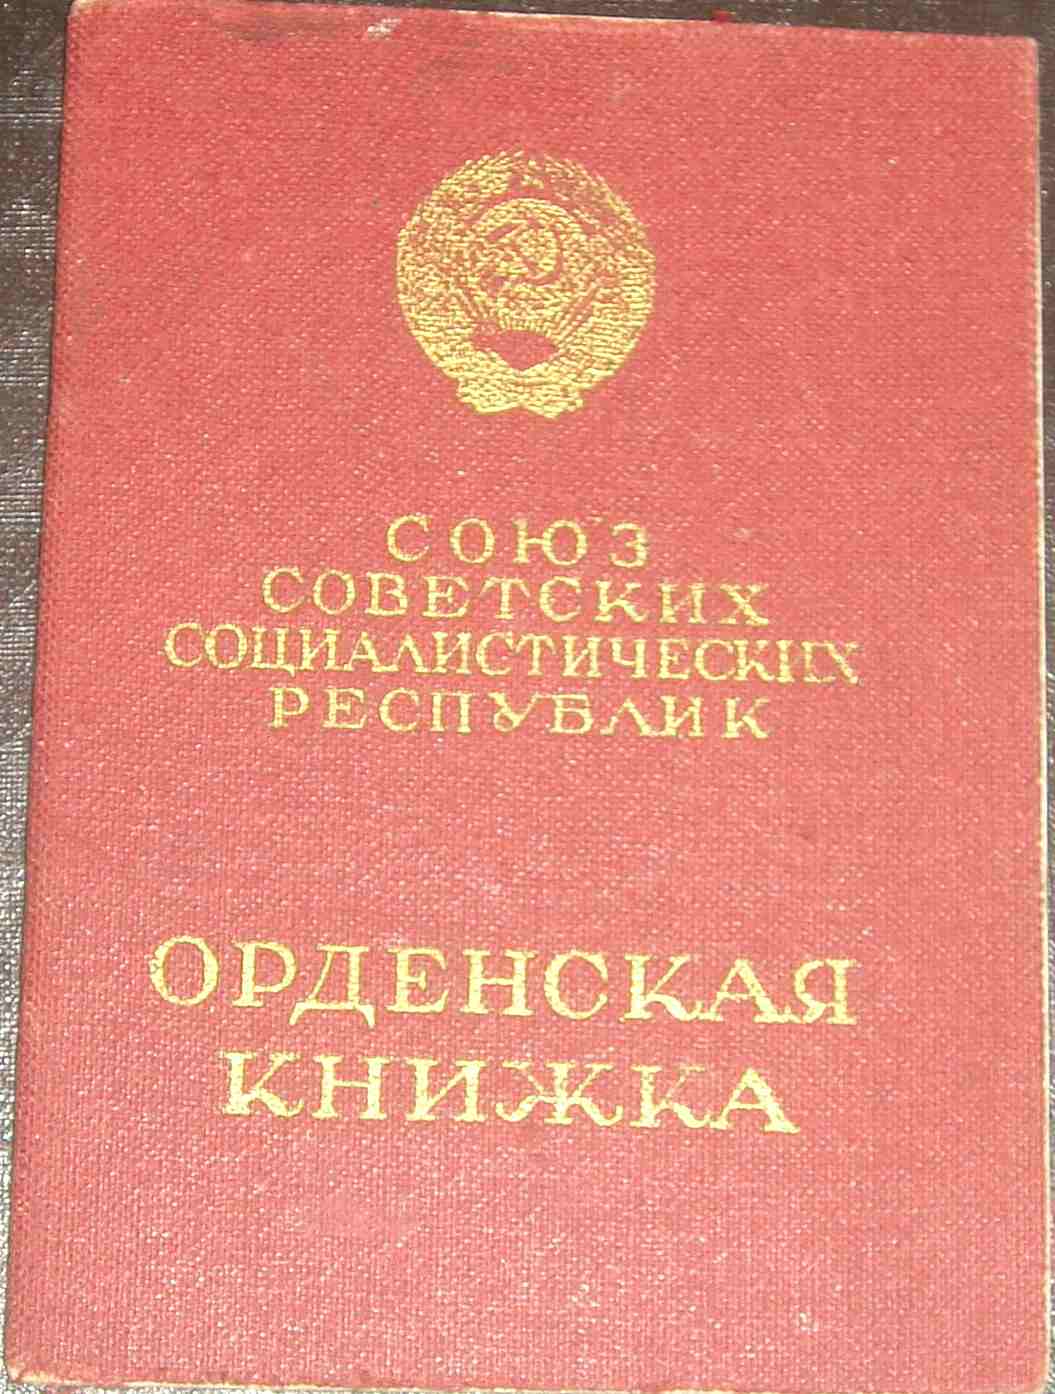 СОЮЗ
СОВЕТСКИХ
СОЦИАЛИСТИЧЕСКИХ
РЕСПУБЛИК
ОРДЕНСКАЯ
КНИЖКА